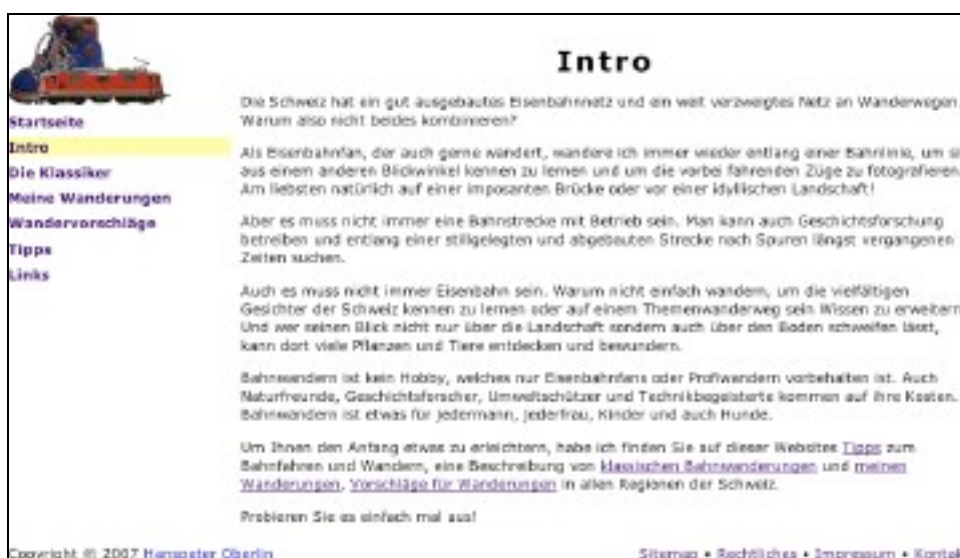 Intro
Startseite
Intro
Die Klassiker
Meine Wanderungen
Wandervorschläge
Tipps
Links
Die Schweiz hat ein gut ausgebautes Eisenbahnnetz und ein weit verzweigtes Netz an Wanderwegen.
Warum also nicht beides kombinieren?
Als Eisenbahnfan, der auch gerne wandert, wandere ich immer wieder entlang einer Bahnlinie, um si
aus einem anderen Blickwinkel kennen zu lernen und um die vorbei fahrenden Züge zu fotografieren.
Am liebsten natürlich auf einer imposanten Brücke oder vor einer idyllischen Landschaft!
Aber es muss nicht immer eine Bahnstrecke mit Betrieb sein. Man kann auch Geschichtsforschung
betreiben und entlang einer stillgelegten und abgebauten Strecke nach Spuren längst vergangenen
Zeiten suchen.
Auch es muss nicht immer Eisenbahn sein. Warum nicht einfach wandern, um die vielfältigen
Gesichter der Schweiz kennen zu lernen oder auf einem Themenwanderweg sein Wissen zu erweitern
Und wer seinen Blick nicht nur über die Landschaft sondern auch über den Boden schweifen lässt,
kann dort viele Pflanzen und Tiere entdecken und bewundern.
Bahnwandern ist kein Hobby, welches nur Eisenbahnfans oder Profiwandern vorbehalten ist. Auch
Naturfreunde, Geschichtsforscher, Umweltschützer und Technikbegeisterte kommen auf ihre Kosten.
Bahnwandern ist etwas für jedermann, jederfrau, Kinder und auch Hunde.
Um Ihnen den Anfang etwas zu erleichtern, habe ich finden Sie auf dieser Websites Tipps zum
Bahnfahren und Wandern, eine Beschreibung von klassischen Bahnwanderungen und meinen
Wanderungen, Vorschläge für Wanderungen in allen Regionen der Schweiz.
Probieren Sie es einfach mal aus!
Copyright © 2007 Hanspeter Oberlin
Sitemap • Rechtliches • Impressum • Kontak